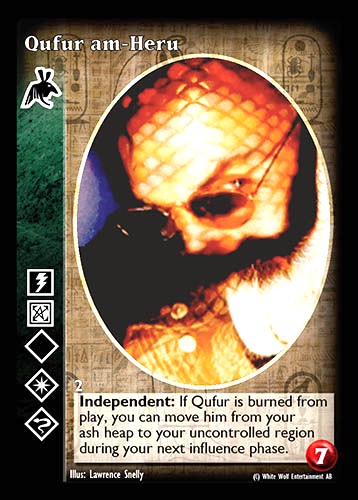 Qufur am-Heru
2
Independent: If Qufur is burned from
play, you can move him from your
ash heap to your uncontrolled region
during your next influence phase.
7
Illus: Lawrence Snelly
(C) White Wolf Entertainment AB